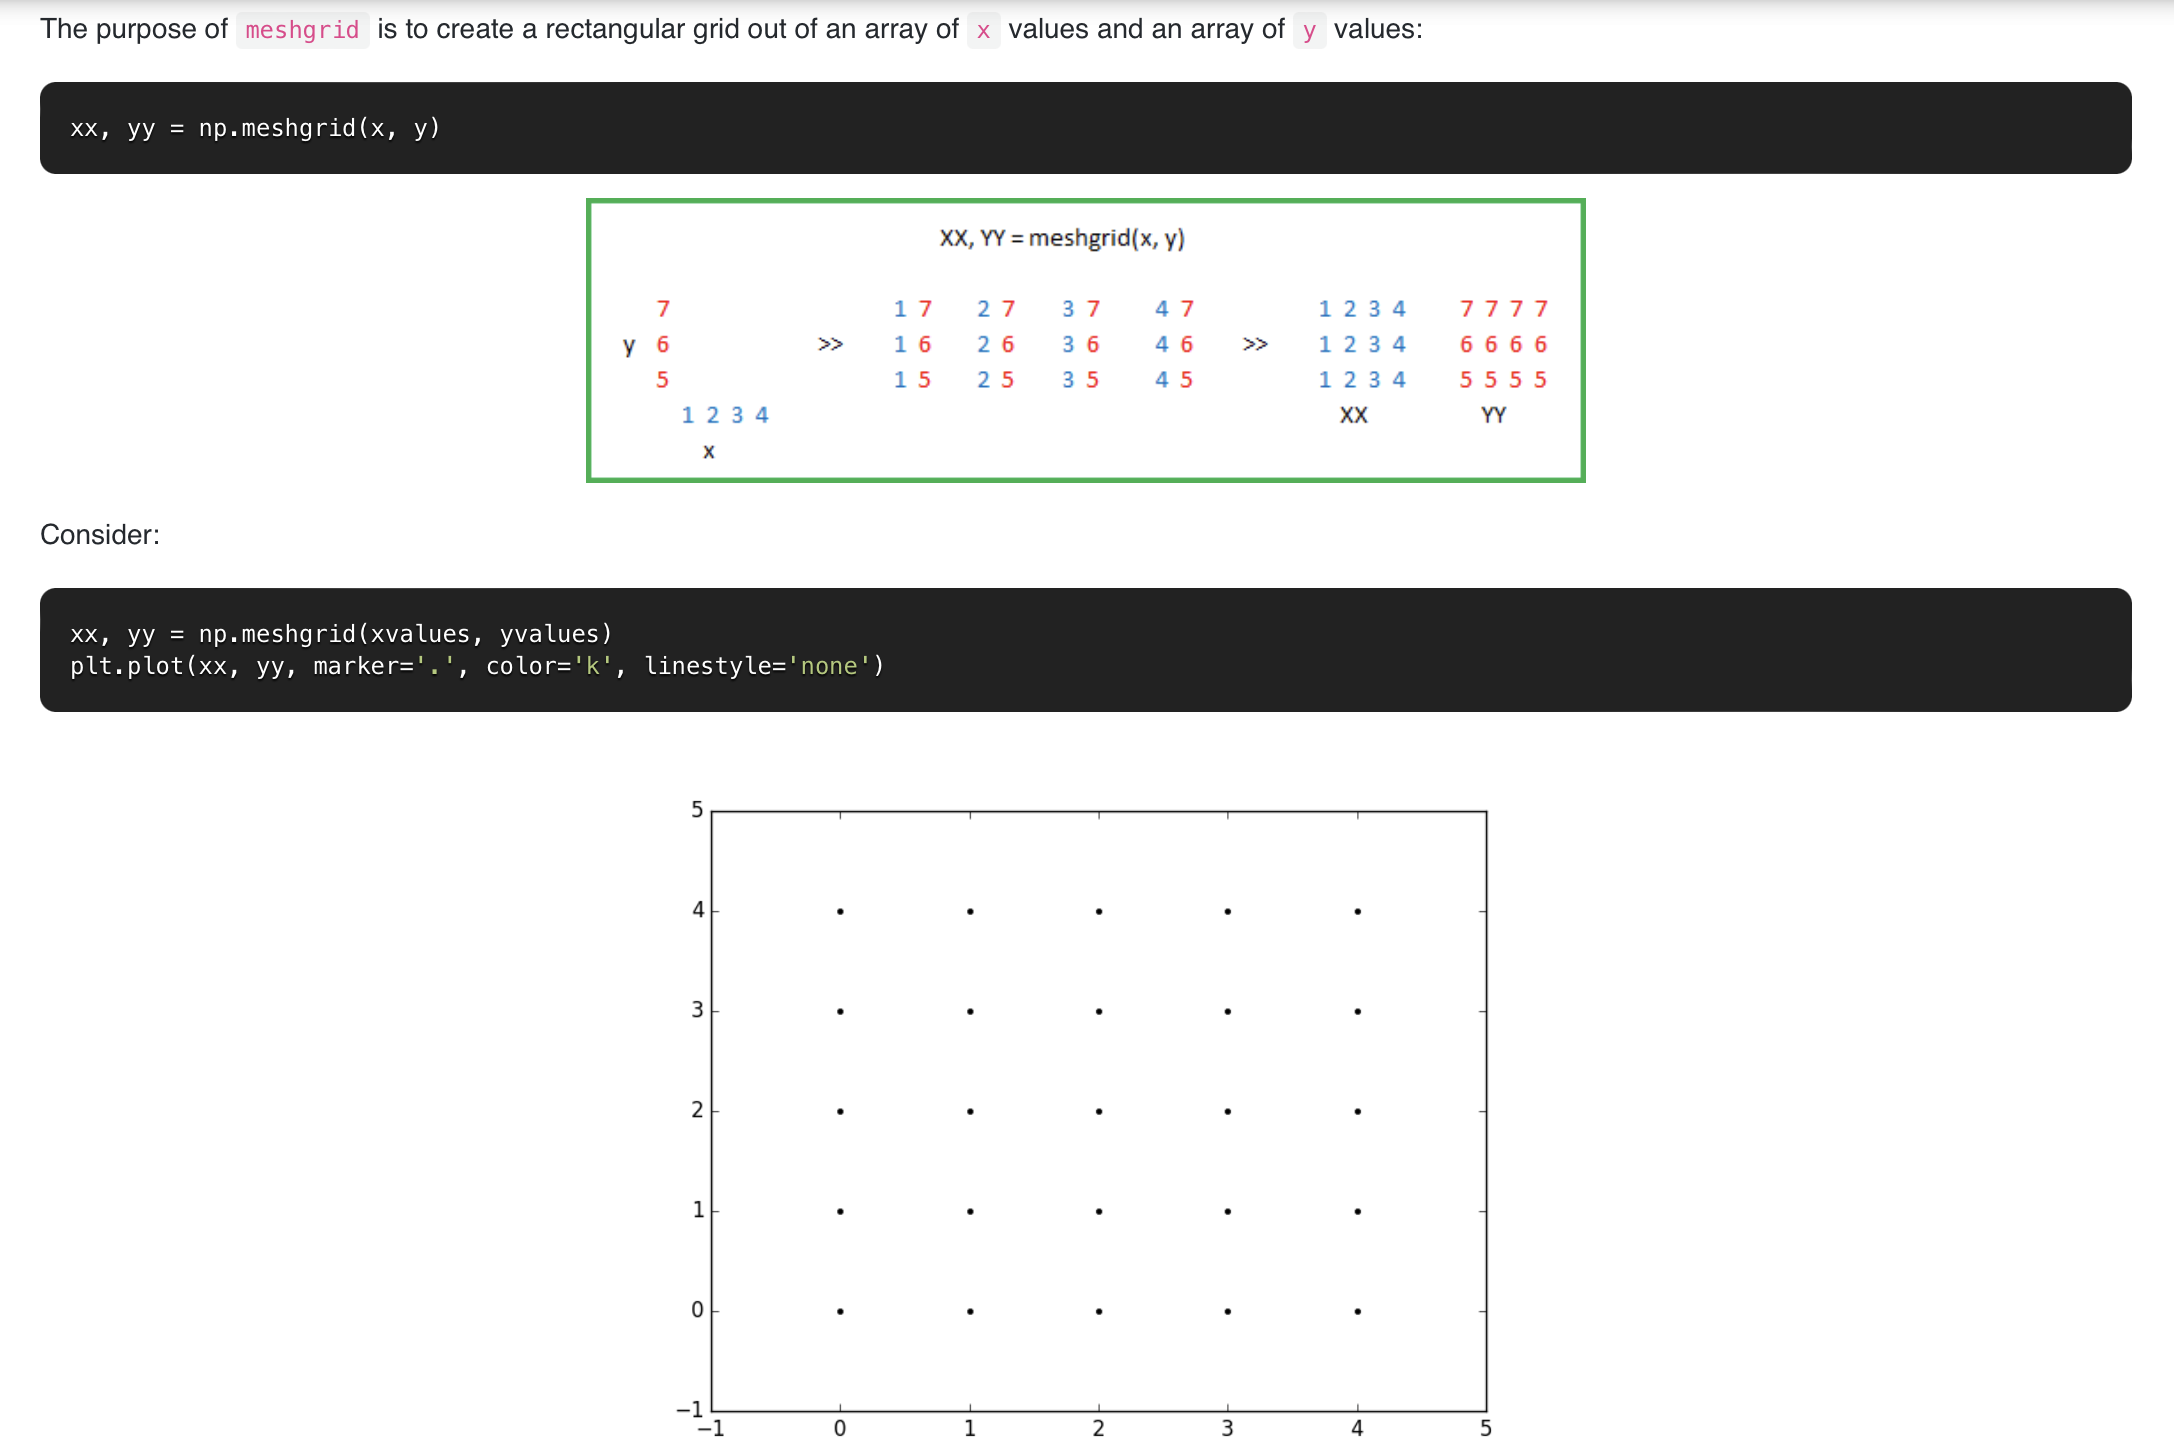 The purpose of meshgrid is to create a rectangular grid out of an array of x values and an array of y values:
xx, yy = np.meshgrid(x, y)
XX, YY = meshgrid(x, y)
7 1 7 2 7 3 7 4 7 1 2 3 4 7 7 7 7
y 6 >> 1 6 2 6 3 6 4 6 >> 1 2 3 4 6 6 6 6
5 1 5 2 5 3 5 4 5 1 2 3 4 5 5 5 5
1 2 3 4 XX YY
x
Consider:
xx, yy = np.meshgrid(xvalues, yvalues)
plt.plot(xx, yy, marker='.', color='k', linestyle='none')
5
4
3
2
1
0
−1
−1 0 1 2 3 4 5